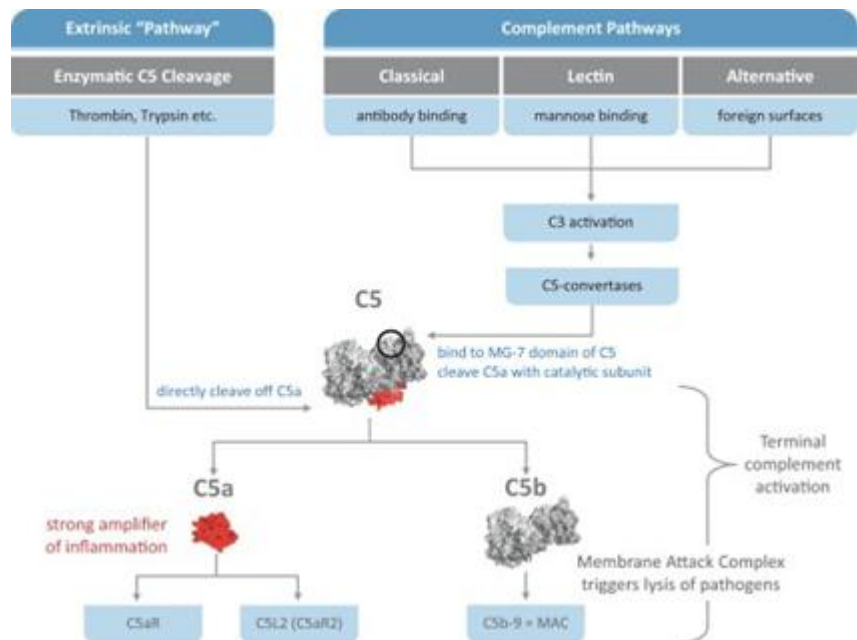 Extrinsic "Pathway"
Enzymatic C5 Cleavage
Thrombin, Trypsin etc.
Complement Pathways
Classical
Lectin
Alternative
antibody binding
mannose binding
foreign surfaces
C3 activation
C5-convertases
C5
bind to MG-7 domain of C5
cleave C5a with catalytic subunit
directly cleave off C5a
Terminal
complement
activation
C5a
C5b
strong amplifier
of inflammation
Membrane Attack Complex
triggers lysis of pathogens
C5aR
C5L2 (C5aR2)
C5b-9 = MAC